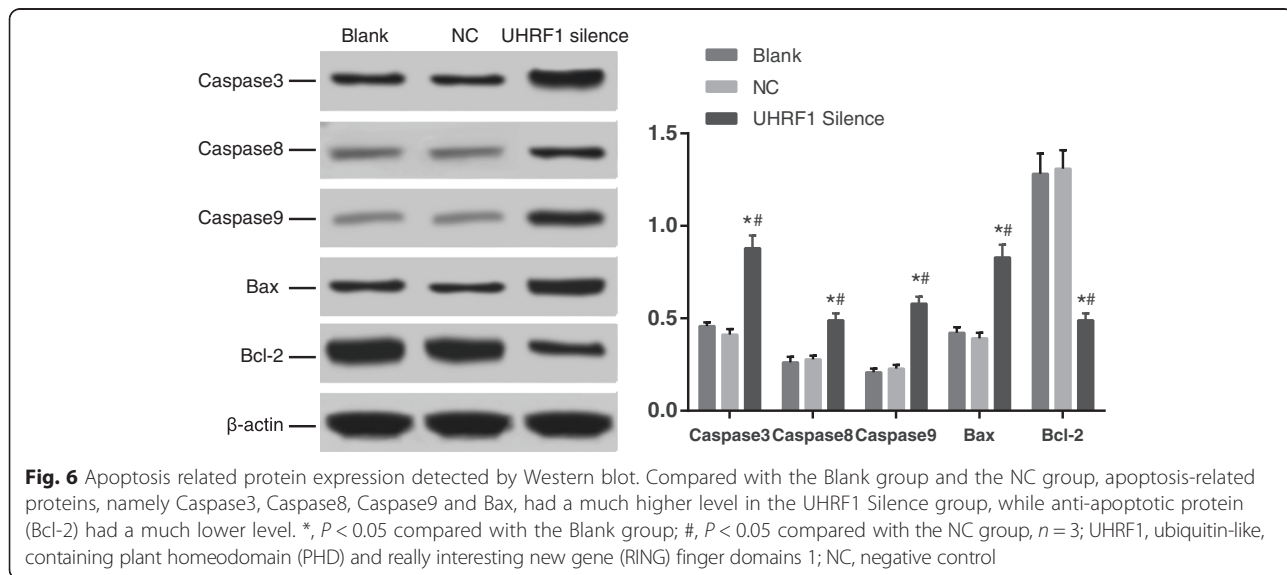 Blank NC UHRF1 silence
Caspase3
Caspase8
Caspase9
Bax
Bcl-2
β-actin
Blank
NC
UHRF1 Silence
1.5
1.0
0.5
0.0
*# *# *# *# *#
Caspase3 Caspase8 Caspase9 Bax Bcl-2
Fig. 6 Apoptosis related protein expression detected by Western blot. Compared with the Blank group and the NC group, apoptosis-related
proteins, namely Caspase3, Caspase8, Caspase9 and Bax, had a much higher level in the UHRF1 Silence group, while anti-apoptotic protein
(Bcl-2) had a much lower level. *, P < 0.05 compared with the Blank group; #, P < 0.05 compared with the NC group, n = 3; UHRF1, ubiquitin-like,
containing plant homeodomain (PHD) and really interesting new gene (RING) finger domains 1; NC, negative control